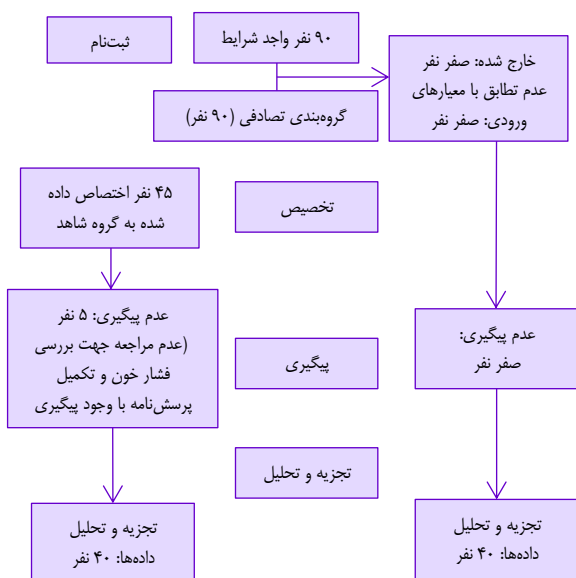 ۹۰ نفر واجد شرایط
ثبت‌نام
خارج شده: صفر نفر
عدم تطابق با معیارهای
ورودی: صفر نفر
گروه‌بندی تصادفی (۹۰ نفر)
تخصیص
۴۵ نفر اختصاص داده
شده به گروه شاهد
عدم پیگیری:
صفر نفر
پیگیری
عدم پیگیری: ۵ نفر
(عدم مراجعه جهت بررسی
فشار خون و تکمیل
پرسش‌نامه با وجود پیگیری
تجزیه و تحلیل
تجزیه و تحلیل
داده‌ها: ۴۰ نفر
تجزیه و تحلیل
داده‌ها: ۴۰ نفر